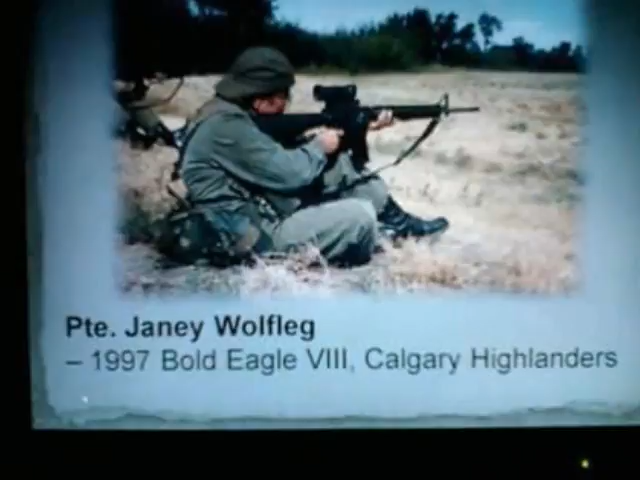 Pte. Janey Wolfleg
– 1997 Bold Eagle VIII, Calgary Highlanders